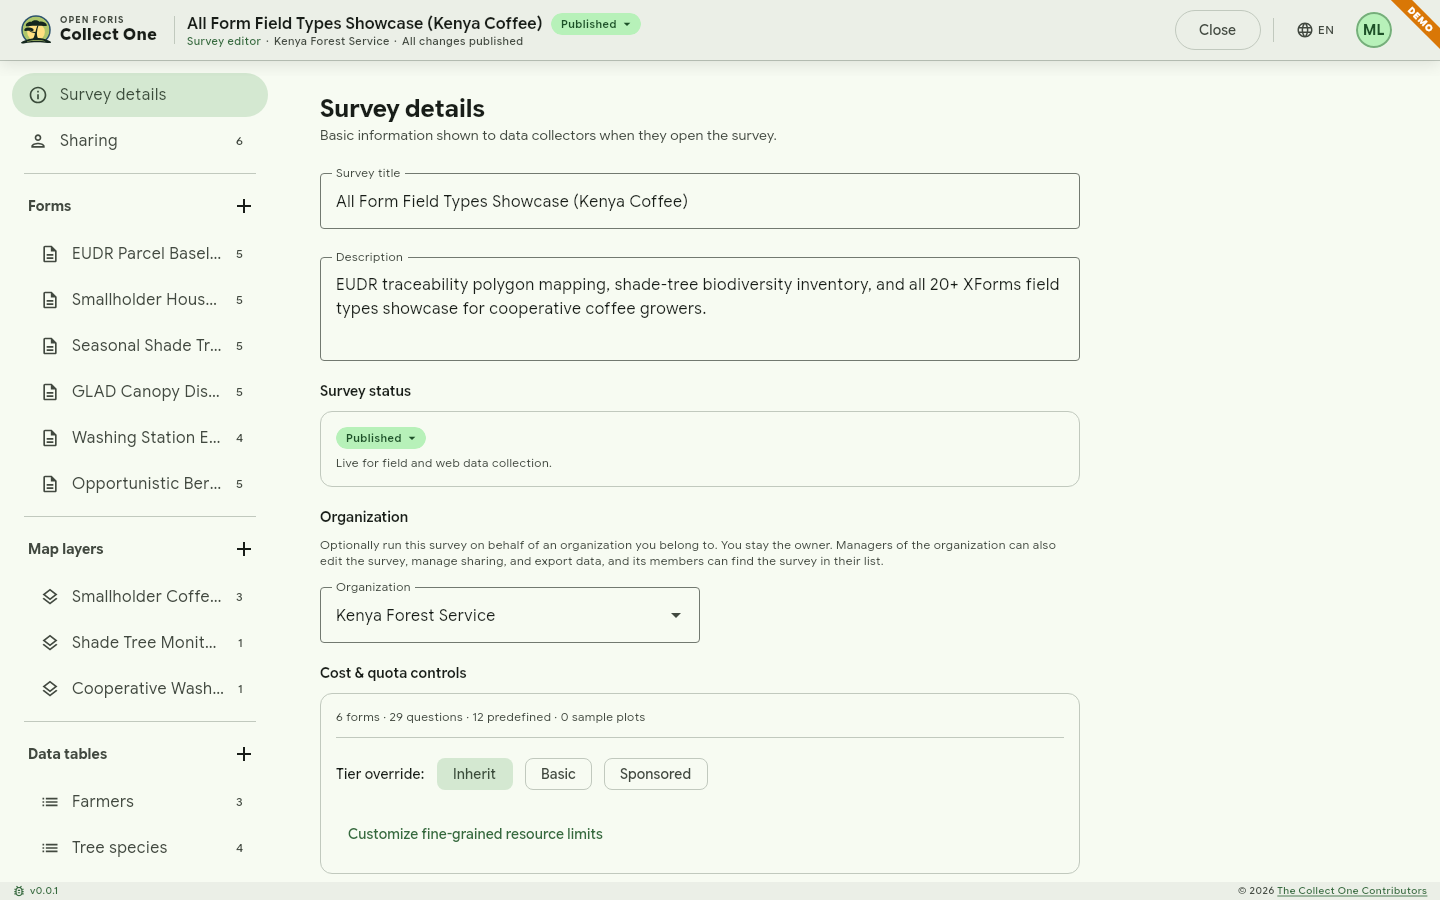 OPEN FORIS
Collect One
All Form Field Types Showcase (Kenya Coffee)
Published
Survey editor · Kenya Forest Service · All changes published
Close
EN
ML
DEMO
Survey details
Sharing 6
Forms
EUDR Parcel Basel... 5
Smallholder Hous... 5
Seasonal Shade Tr... 5
GLAD Canopy Dis... 5
Washing Station E... 4
Opportunistic Ber... 5
Map layers
Smallholder Coffe... 3
Shade Tree Monit... 1
Cooperative Wash... 1
Data tables
Farmers 3
Tree species 4
Survey details
Basic information shown to data collectors when they open the survey.
Survey title
All Form Field Types Showcase (Kenya Coffee)
Description
EUDR traceability polygon mapping, shade-tree biodiversity inventory, and all 20+ XForms field
types showcase for cooperative coffee growers.
Survey status
Published
Live for field and web data collection.
Organization
Optionally run this survey on behalf of an organization you belong to. You stay the owner. Managers of the organization can also
edit the survey, manage sharing, and export data, and its members can find the survey in their list.
Organization
Kenya Forest Service
Cost & quota controls
6 forms · 29 questions · 12 predefined · 0 sample plots
Tier override: Inherit Basic Sponsored
Customize fine-grained resource limits
v0.0.1
© 2026 The Collect One Contributors